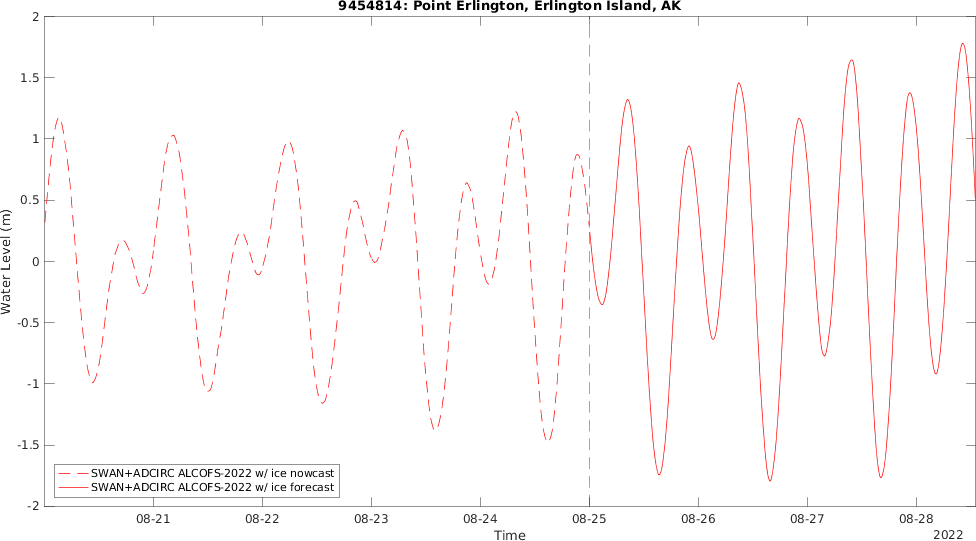 9454814: Point Erlington, Erlington Island, AK
2
1.5
1
0.5
0
-0.5
-1
-1.5
-2
Water Level (m)
SWAN+ADCIRC ALCOFS-2022 w/ ice nowcast
SWAN+ADCIRC ALCOFS-2022 w/ ice forecast
08-21 08-22 08-23 08-24 08-25 08-26 08-27 08-28
Time
2022